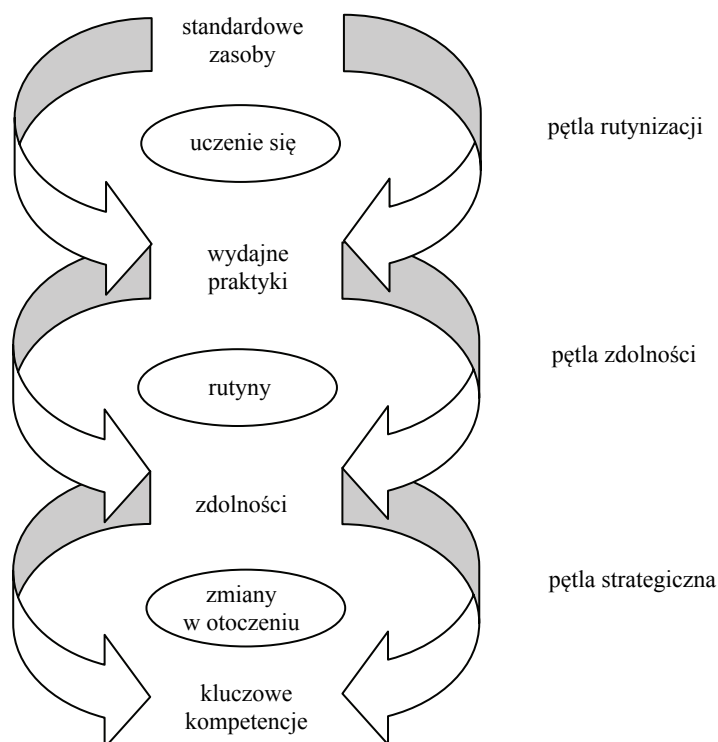 standardowe
zasoby
uczenie się
pętla rutynizacji
wydajne
praktyki
pętla zdolności
rutyny
zdolności
pętla strategiczna
zmiany
w otoczeniu
kluczowe
kompetencje